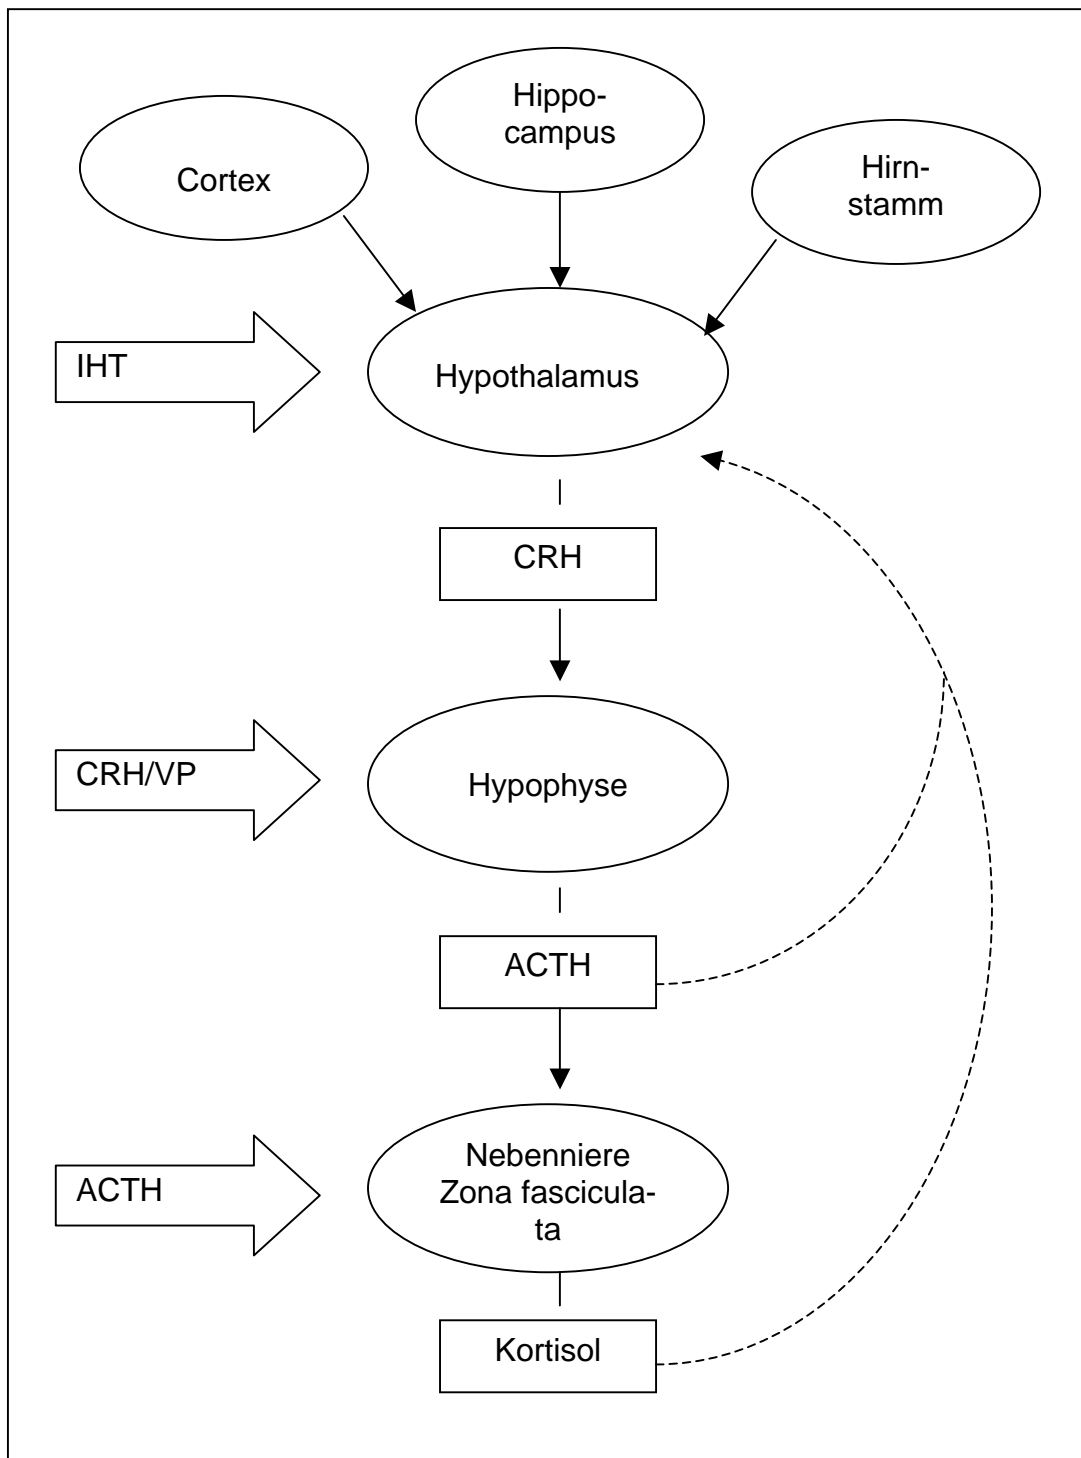 Hippo-
campus
Cortex
Hirn-
stamm
IHT
Hypothalamus
CRH
CRH/VP
Hypophyse
ACTH
ACTH
Nebenniere
Zona fascicula-
ta
Kortisol